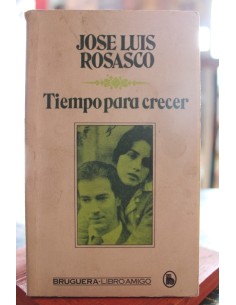 JOSE LUIS
ROSASCO
Tiempo para crecer
BRUGUERA-LIBRO AMIGO